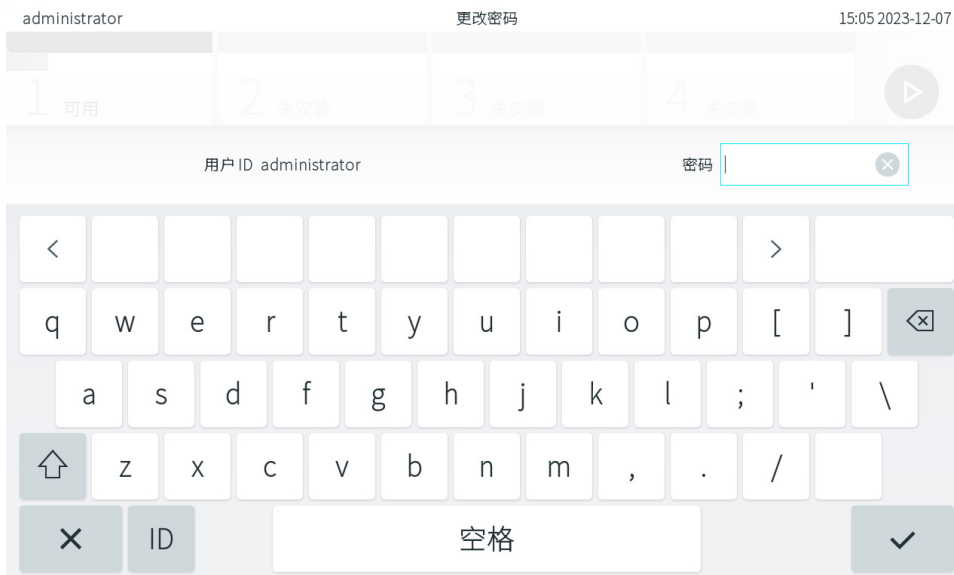 administrator 更改密码 15:05 2023-12-07
1 可用 2 未安装 3 未安装 4 未安装
用户 ID administrator 密码
< >
q w e r t y u i o p [ ]
a s d f g h j k l ; ' \
z x c v b n m , . /
ID 空格